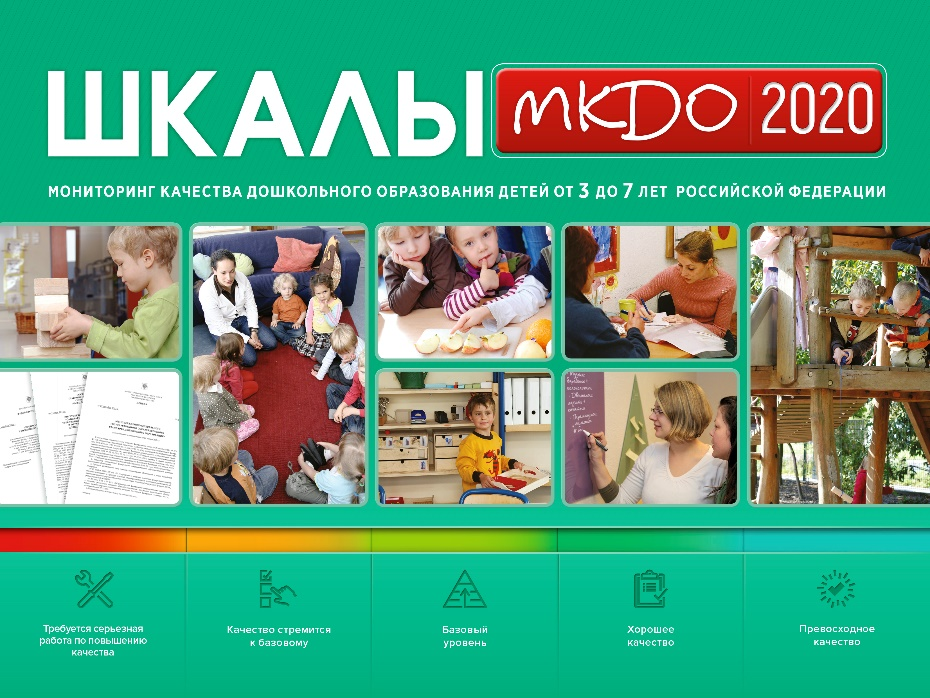 ШКАЛЫ МКДО 2020
МОНИТОРИНГ КАЧЕСТВА ДОШКОЛЬНОГО ОБРАЗОВАНИЯ ДЕТЕЙ ОТ 3 ДО 7 ЛЕТ РОССИЙСКОЙ ФЕДЕРАЦИИ
Требуется серьезная
работа по повышению
качества
Качество стремится
к базовому
Базовый
уровень
Хорошее
качество
Превосходное
качество